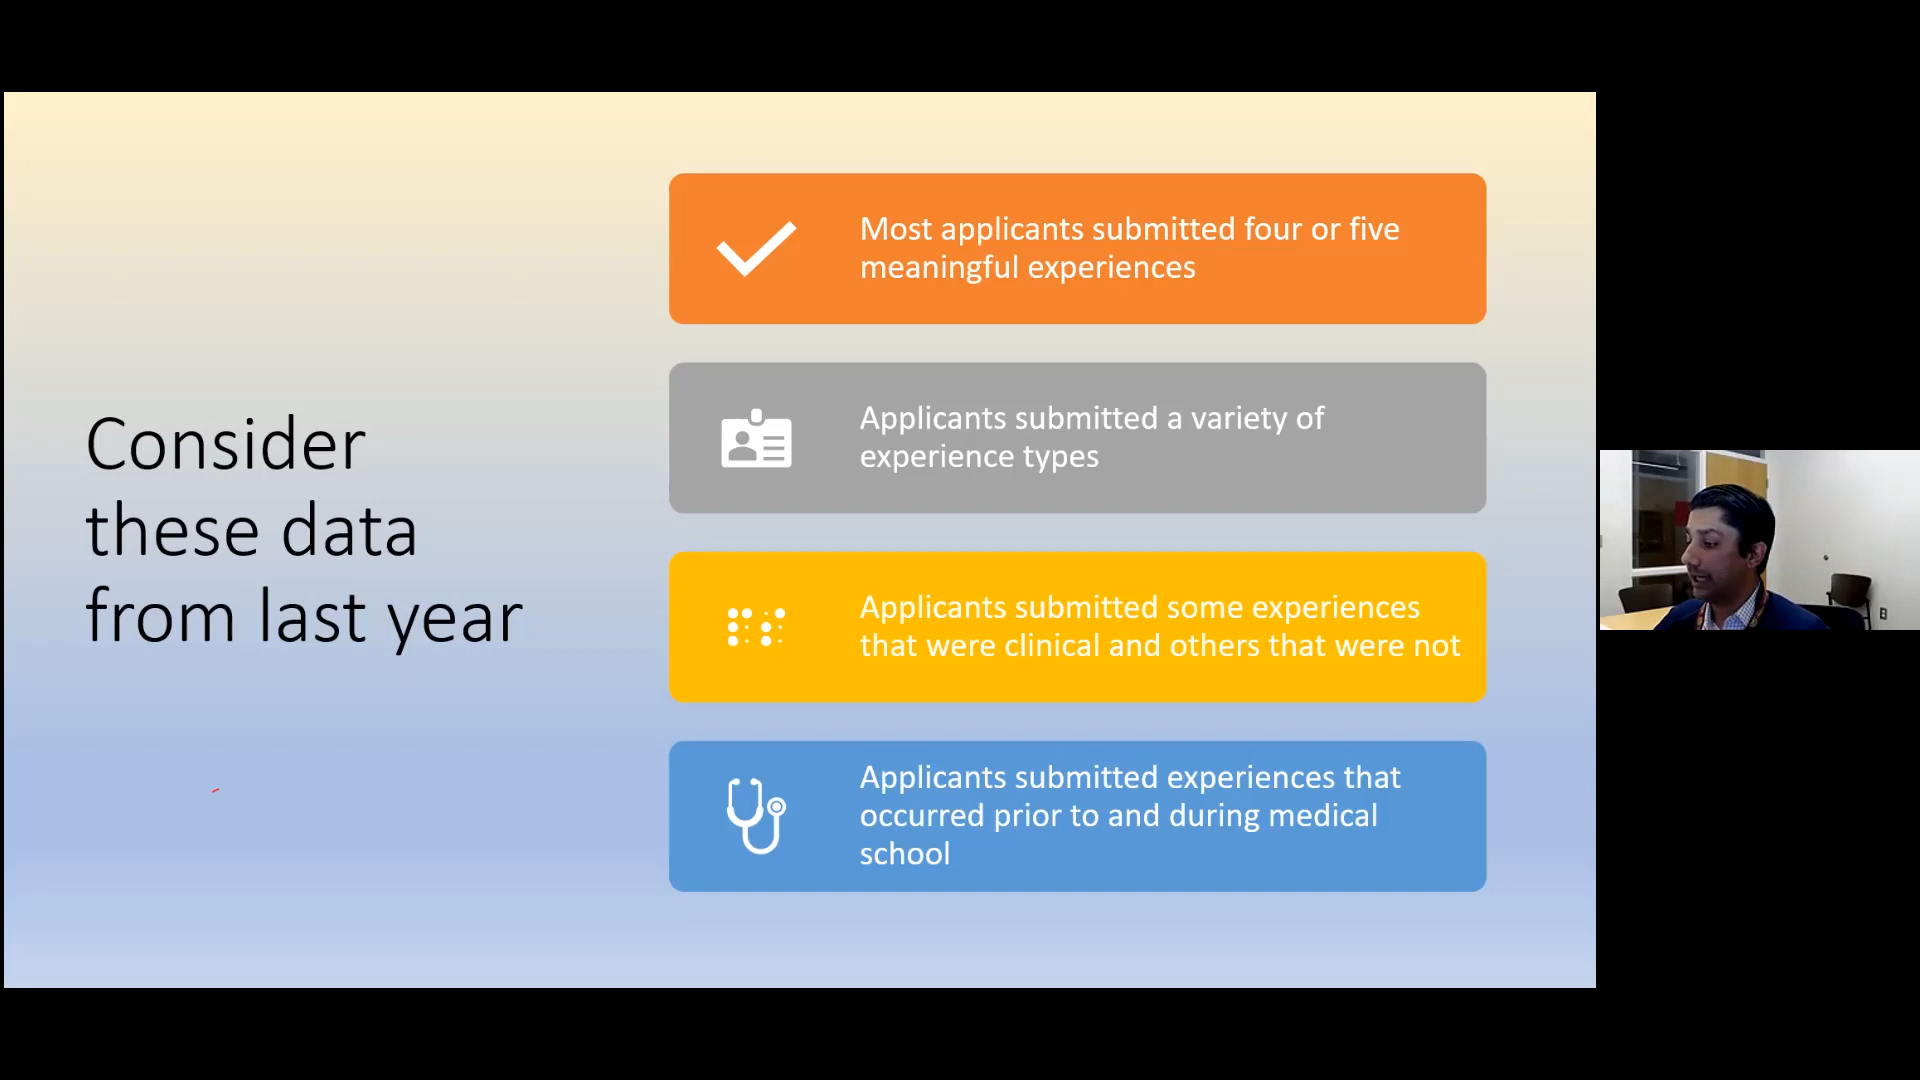 Consider
these data
from last year
Most applicants submitted four or five
meaningful experiences
Applicants submitted a variety of
experience types
Applicants submitted some experiences
that were clinical and others that were not
Applicants submitted experiences that
occurred prior to and during medical
school